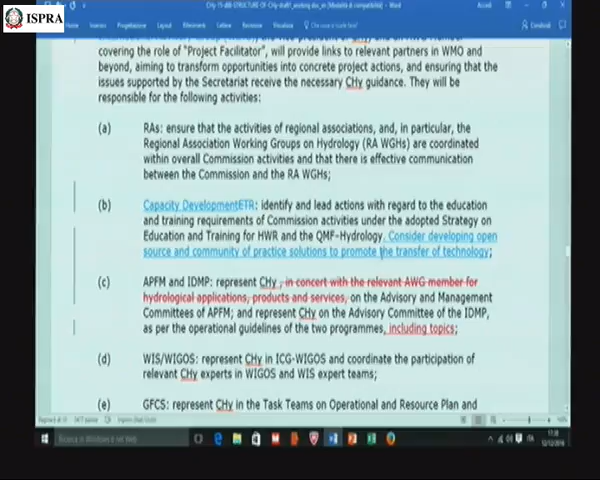 ISPRA
covering the role of "Project Facilitator", will provide links to relevant partners in WMO and
beyond, aiming to transform opportunities into concrete project actions, and ensuring that the
issues supported by the Secretariat receive the necessary CHy guidance. They will be
responsible for the following activities:
(a) RAs: ensure that the activities of regional associations, and, in particular, the
Regional Association Working Groups on Hydrology (RA WGHs) are coordinated
within overall Commission activities and that there is effective communication
between the Commission and the RA WGHs;
(b) Capacity DevelopmentETR: identify and lead actions with regard to the education
and training requirements of Commission activities under the adopted Strategy on
Education and Training for HWR and the QMF-Hydrology. Consider developing open
source and community of practice solutions to promote the transfer of technology;
(c) APFM and IDMP: represent CHy , in concert with the relevant AWG member for
hydrological applications, products and services, on the Advisory and Management
Committees of APFM; and represent CHy on the Advisory Committee of the IDMP,
as per the operational guidelines of the two programmes, including topics;
(d) WIS/WIGOS: represent CHy in ICG-WIGOS and coordinate the participation of
relevant CHy experts in WIGOS and WIS expert teams;
(e) GFCS: represent CHy in the Task Teams on Operational and Resource Plan and